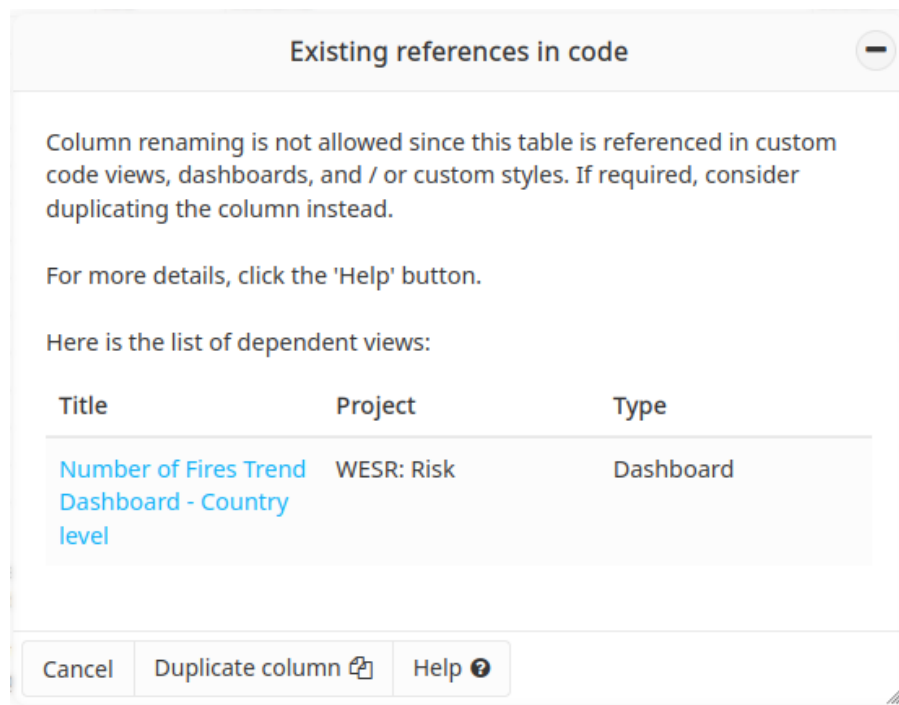 Existing references in code
Column renaming is not allowed since this table is referenced in custom
code views, dashboards, and / or custom styles. If required, consider
duplicating the column instead.
For more details, click the 'Help' button.
Here is the list of dependent views:
Title Project Type
Number of Fires Trend WESR: Risk Dashboard
Dashboard - Country
level
Cancel Duplicate column Help